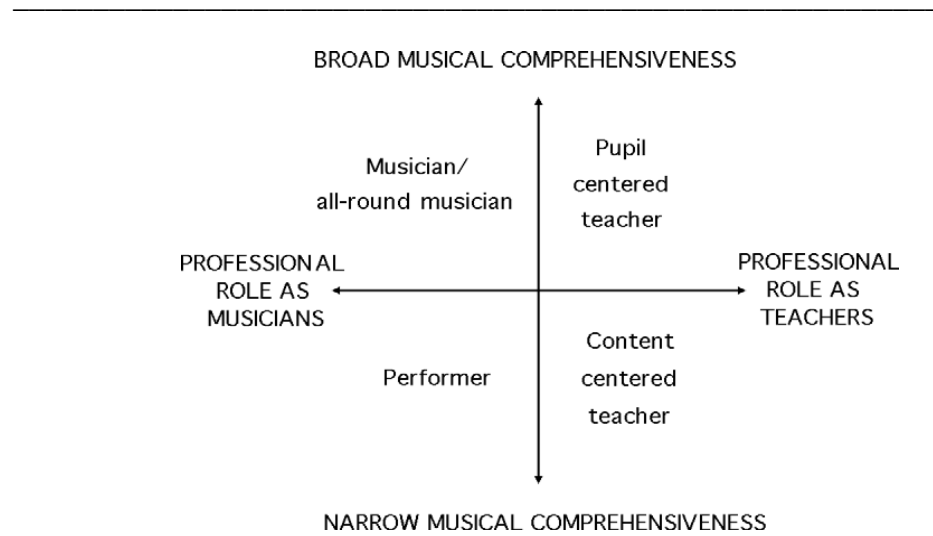 BROAD MUSICAL COMPREHENSIVENESS
Musician/
all-round musician
Pupil
centered
teacher
PROFESSIONAL
ROLE AS
MUSICIANS
PROFESSIONAL
ROLE AS
TEACHERS
Performer
Content
centered
teacher
NARROW MUSICAL COMPREHENSIVENESS